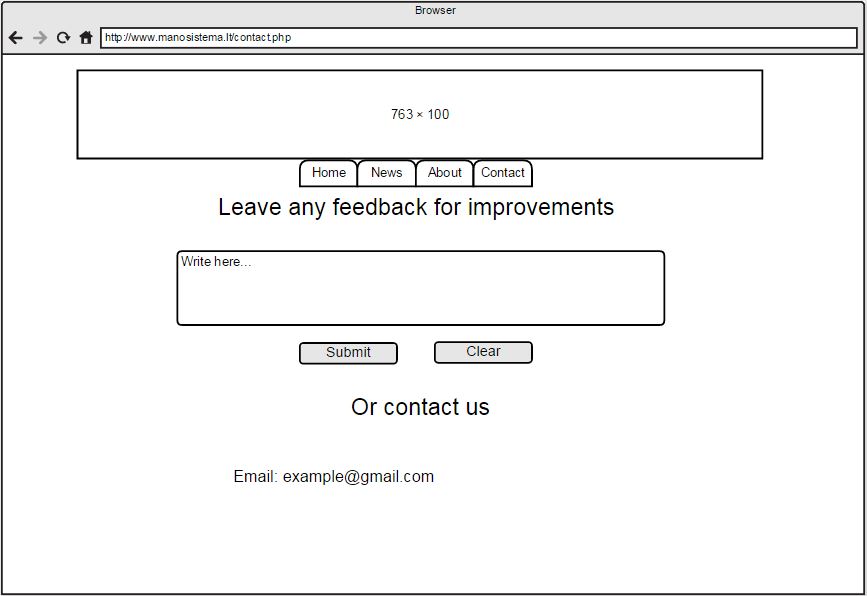 Browser
http://www.manosistema.lt/contact.php
763 × 100
Home News About Contact
Leave any feedback for improvements
Write here...
Submit Clear
Or contact us
Email: example@gmail.com